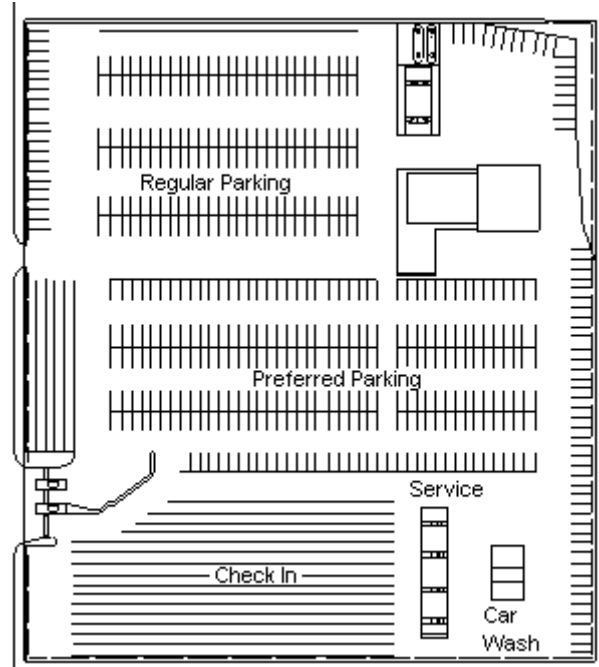 Regular Parking
Preferred Parking
Service
Check In
Car
Wash